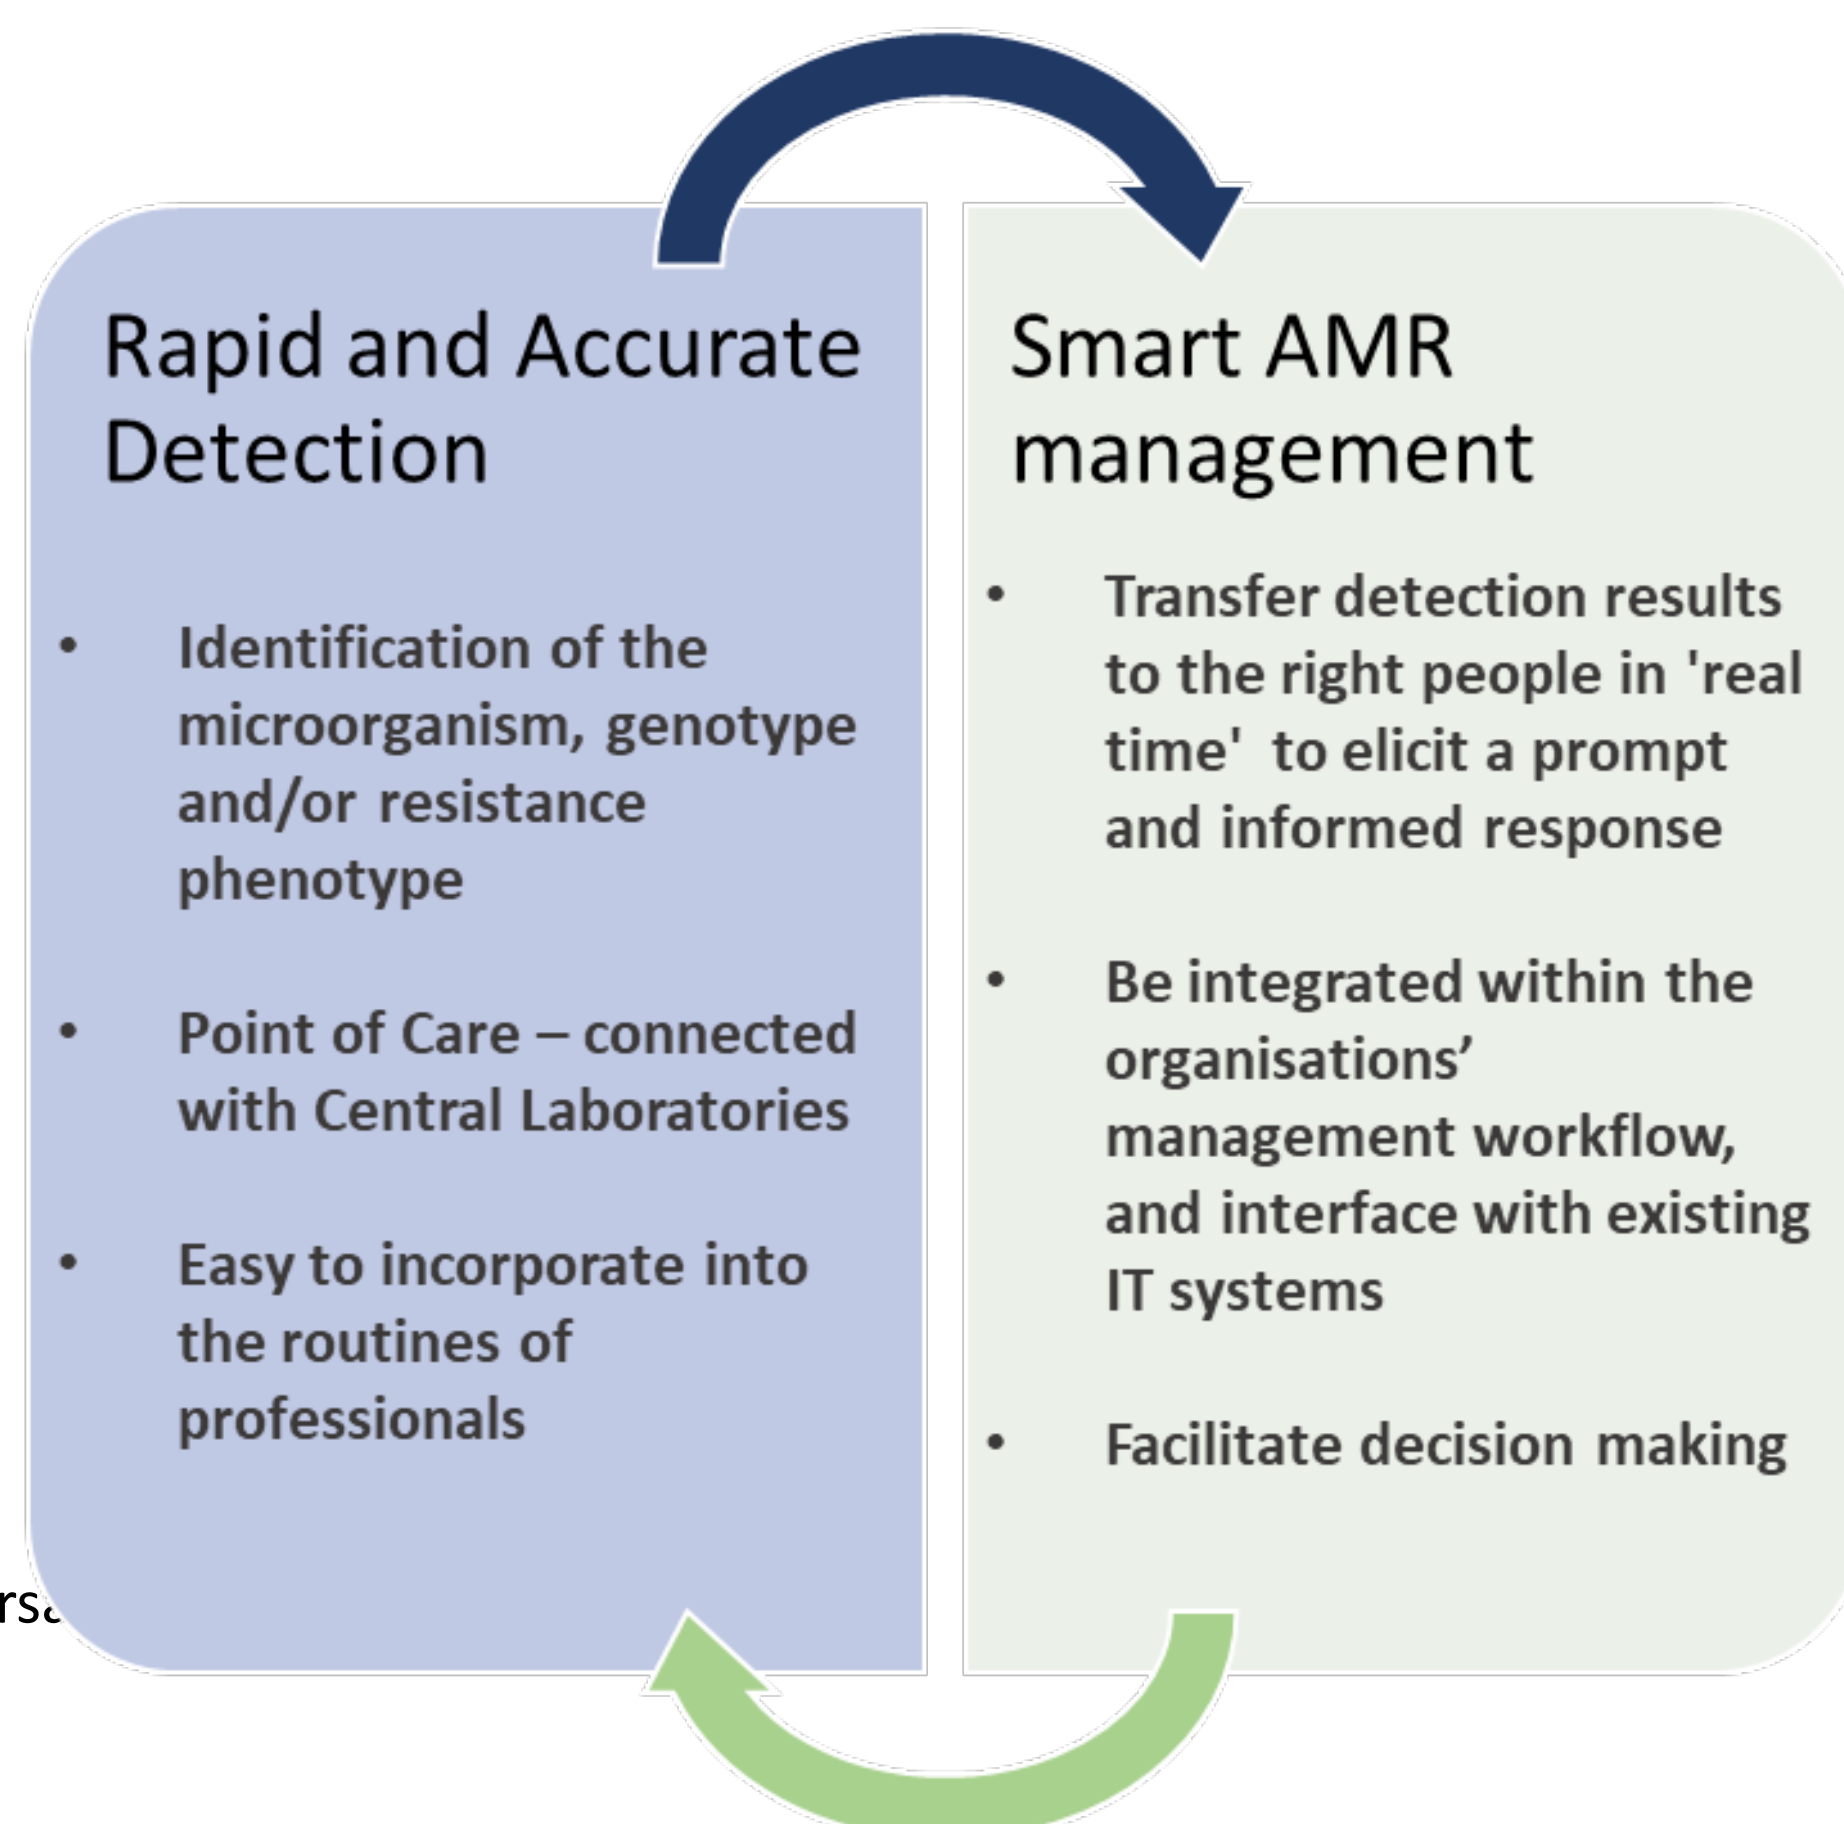 Rapid and Accurate
Detection
• Identification of the
microorganism, genotype
and/or resistance
phenotype
• Point of Care – connected
with Central Laboratories
• Easy to incorporate into
the routines of
professionals
Smart AMR
management
• Transfer detection results
to the right people in 'real
time'  to elicit a prompt
and informed response
• Be integrated within the
organisations’
management workflow,
and interface with existing
IT systems
• Facilitate decision making